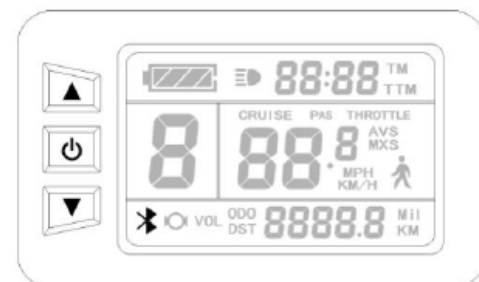 88:88 TM
TTM
CRUISE PAS THROTTLE
8 88.8 AVS
MXS
MPH
KM/H
VOL ODO
DST 8888.8 Mil
KM